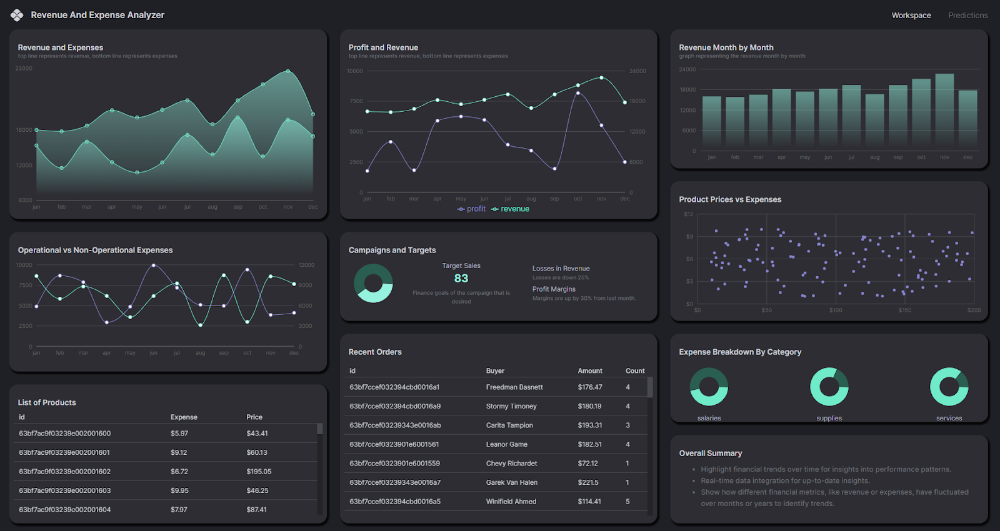 Revenue And Expense Analyzer
Workspace Predictions
Revenue and Expenses
top line represents revenue, bottom line represents expenses
23000
16000
12000
8000
jan feb mar apr may jun jul aug sep oct nov dec
Profit and Revenue
top line represents revenue, bottom line represents expenses
10000 24000
7500 18000
5000 12000
2500 6000
0 0
jan feb mar apr may jun jul aug sep oct nov dec
profit revenue
Revenue Month by Month
graph representing the revenue month by month
24000
18000
12000
6000
0
jan feb mar apr may jun jul aug sep oct nov dec
Operational vs Non-Operational Expenses
10000 12000
7500 9000
5000 6000
2500 3000
0 0
jan feb mar apr may jun jul aug sep oct nov dec
Campaigns and Targets
Target Sales
83
Finance goals of the campaign that is
desired
Losses in Revenue
Losses are down 25%
Profit Margins
Margins are up by 30% from last month.
Product Prices vs Expenses
$12
$9
$6
$3
$0
$0 $50 $100 $150 $200
List of Products
id Expense Price
63bf7ac9f03239e002001600 $5.97 $43.41
63bf7ac9f03239e002001601 $9.12 $60.13
63bf7ac9f03239e002001602 $6.72 $195.05
63bf7ac9f03239e002001603 $9.95 $46.25
63bf7ac9f03239e002001604 $7.97 $87.41
Recent Orders
id Buyer Amount Count
63bf7ccef032394cbd0016a1 Freedman Basnett $176.47 4
63bf7ccef032394cbd0016a9 Stormy Timoney $180.19 4
63bf7ccef03239343e0016ab Carita Tamplon $193.31 3
63bf7ccef0323901e6001561 Leanor Game $182.51 4
63bf7ccef0323901e6001559 Chevy Richardet $72.12 1
63bf7ccef03239343e0016a7 Garek Van Halen $221.5 1
63bf7ccef032394cbd0016a5 Winifield Ahmed $114.41 5
Expense Breakdown By Category
salaries supplies services
Overall Summary
• Highlight financial trends over time for insights into performance patterns.
• Real-time data integration for up-to-date insights.
• Show how different financial metrics, like revenue or expenses, have fluctuated
over months or years to identify trends.